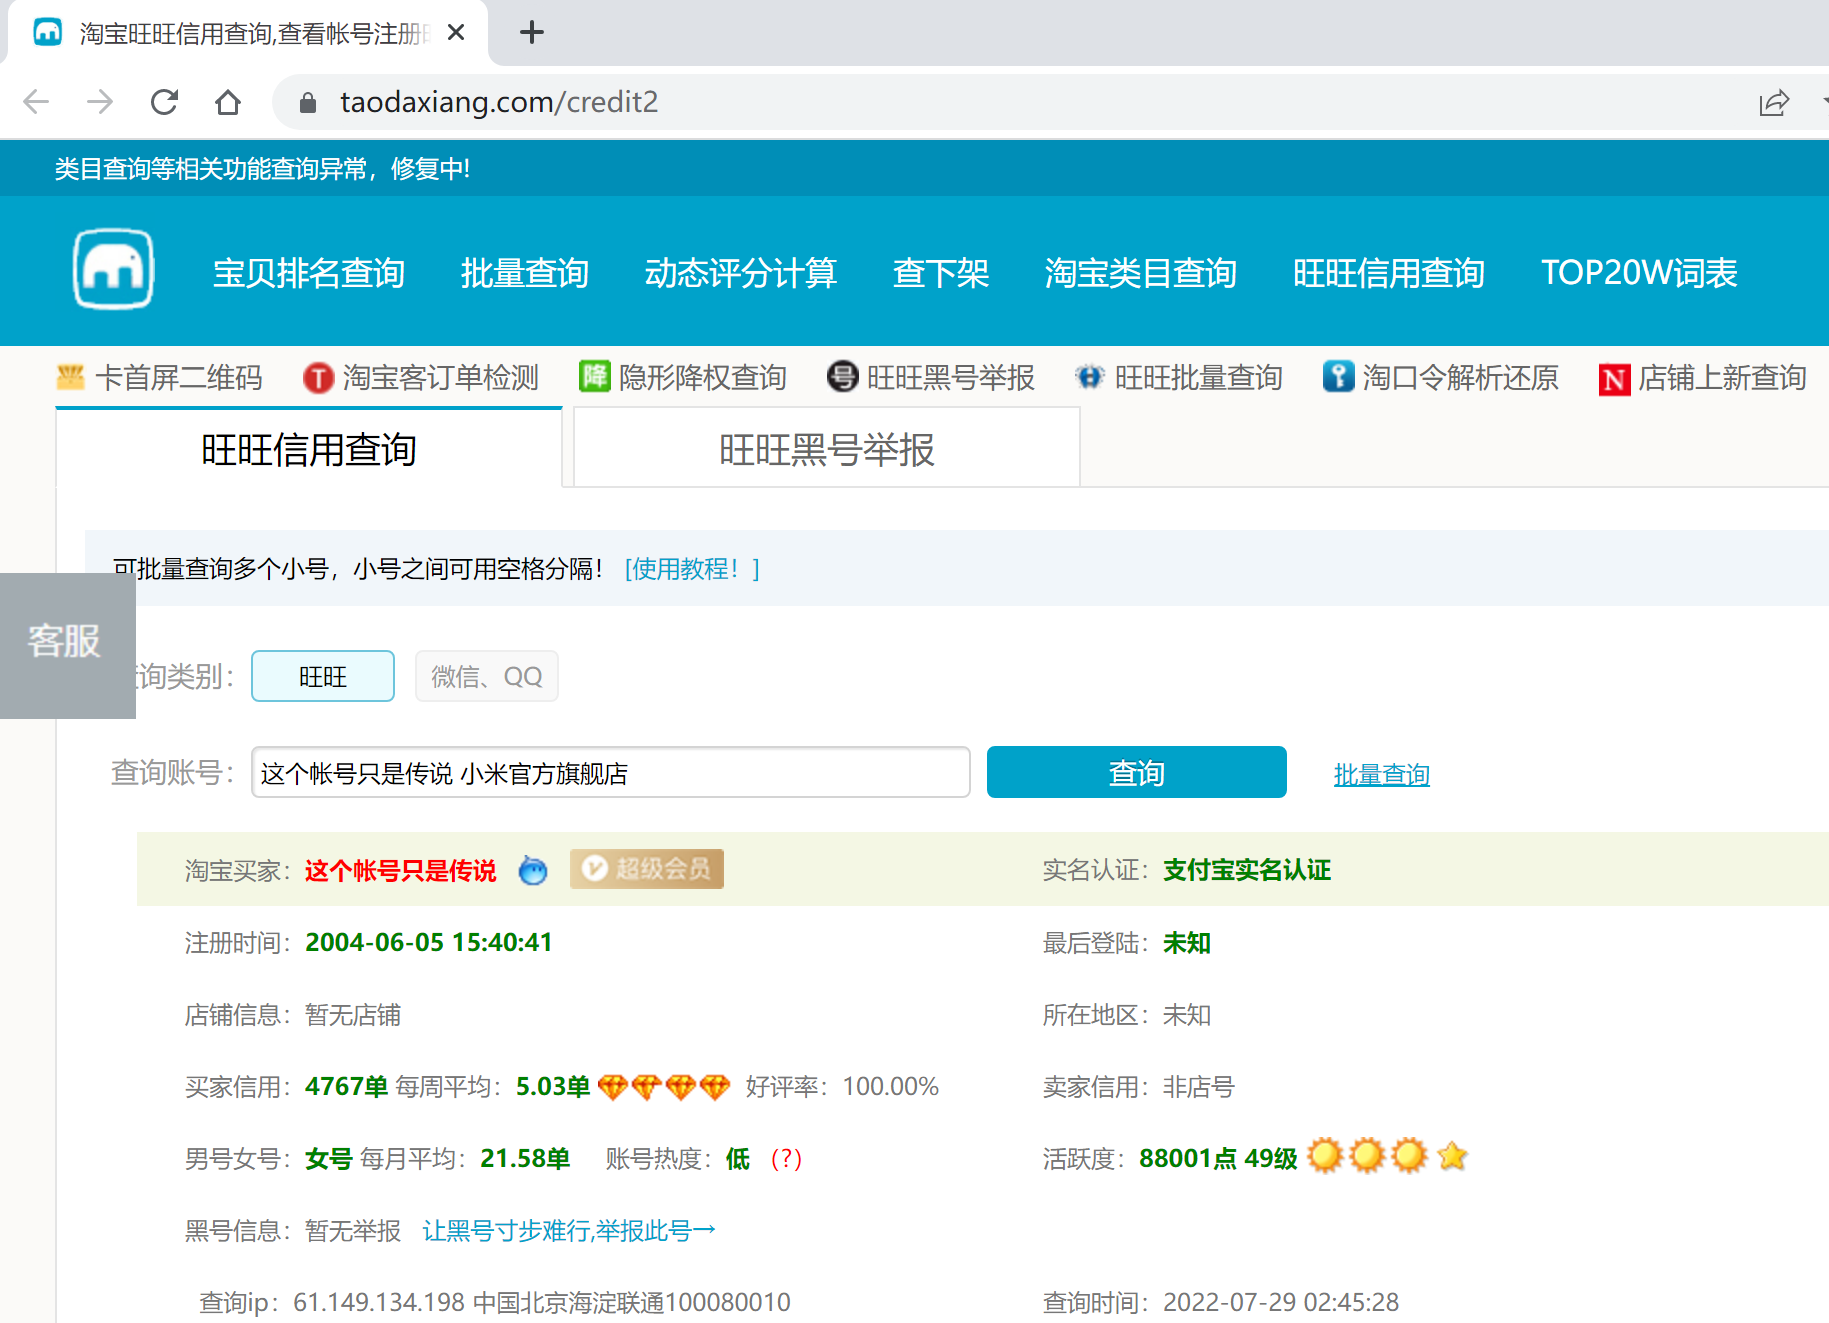 淘宝旺旺信用查询,查看帐号注册时
taodaxiang.com/credit2
类目查询等相关功能查询异常，修复中!
宝贝排名查询 批量查询 动态评分计算 查下架 淘宝类目查询 旺旺信用查询 TOP20W词表
卡首屏二维码 T 淘宝客订单检测 降 隐形降权查询 号 旺旺黑号举报 旺旺批量查询 淘口令解析还原 N 店铺上新查询
旺旺信用查询 旺旺黑号举报
可批量查询多个小号，小号之间可用空格分隔！ [使用教程！]
客服
询类别： 旺旺 微信、QQ
查询账号： 这个帐号只是传说 小米官方旗舰店 查询 批量查询
淘宝买家：这个帐号只是传说 超级会员 实名认证：支付宝实名认证
注册时间：2004-06-05 15:40:41 最后登陆：未知
店铺信息：暂无店铺 所在地区：未知
买家信用：4767单 每周平均：5.03单 好评率：100.00% 卖家信用：非店号
男号女号：女号 每月平均：21.58单 账号热度：低 (?) 活跃度：88001点 49级
黑号信息：暂无举报 让黑号寸步难行,举报此号→
查询ip：61.149.134.198 中国北京海淀联通100080010 查询时间：2022-07-29 02:45:28